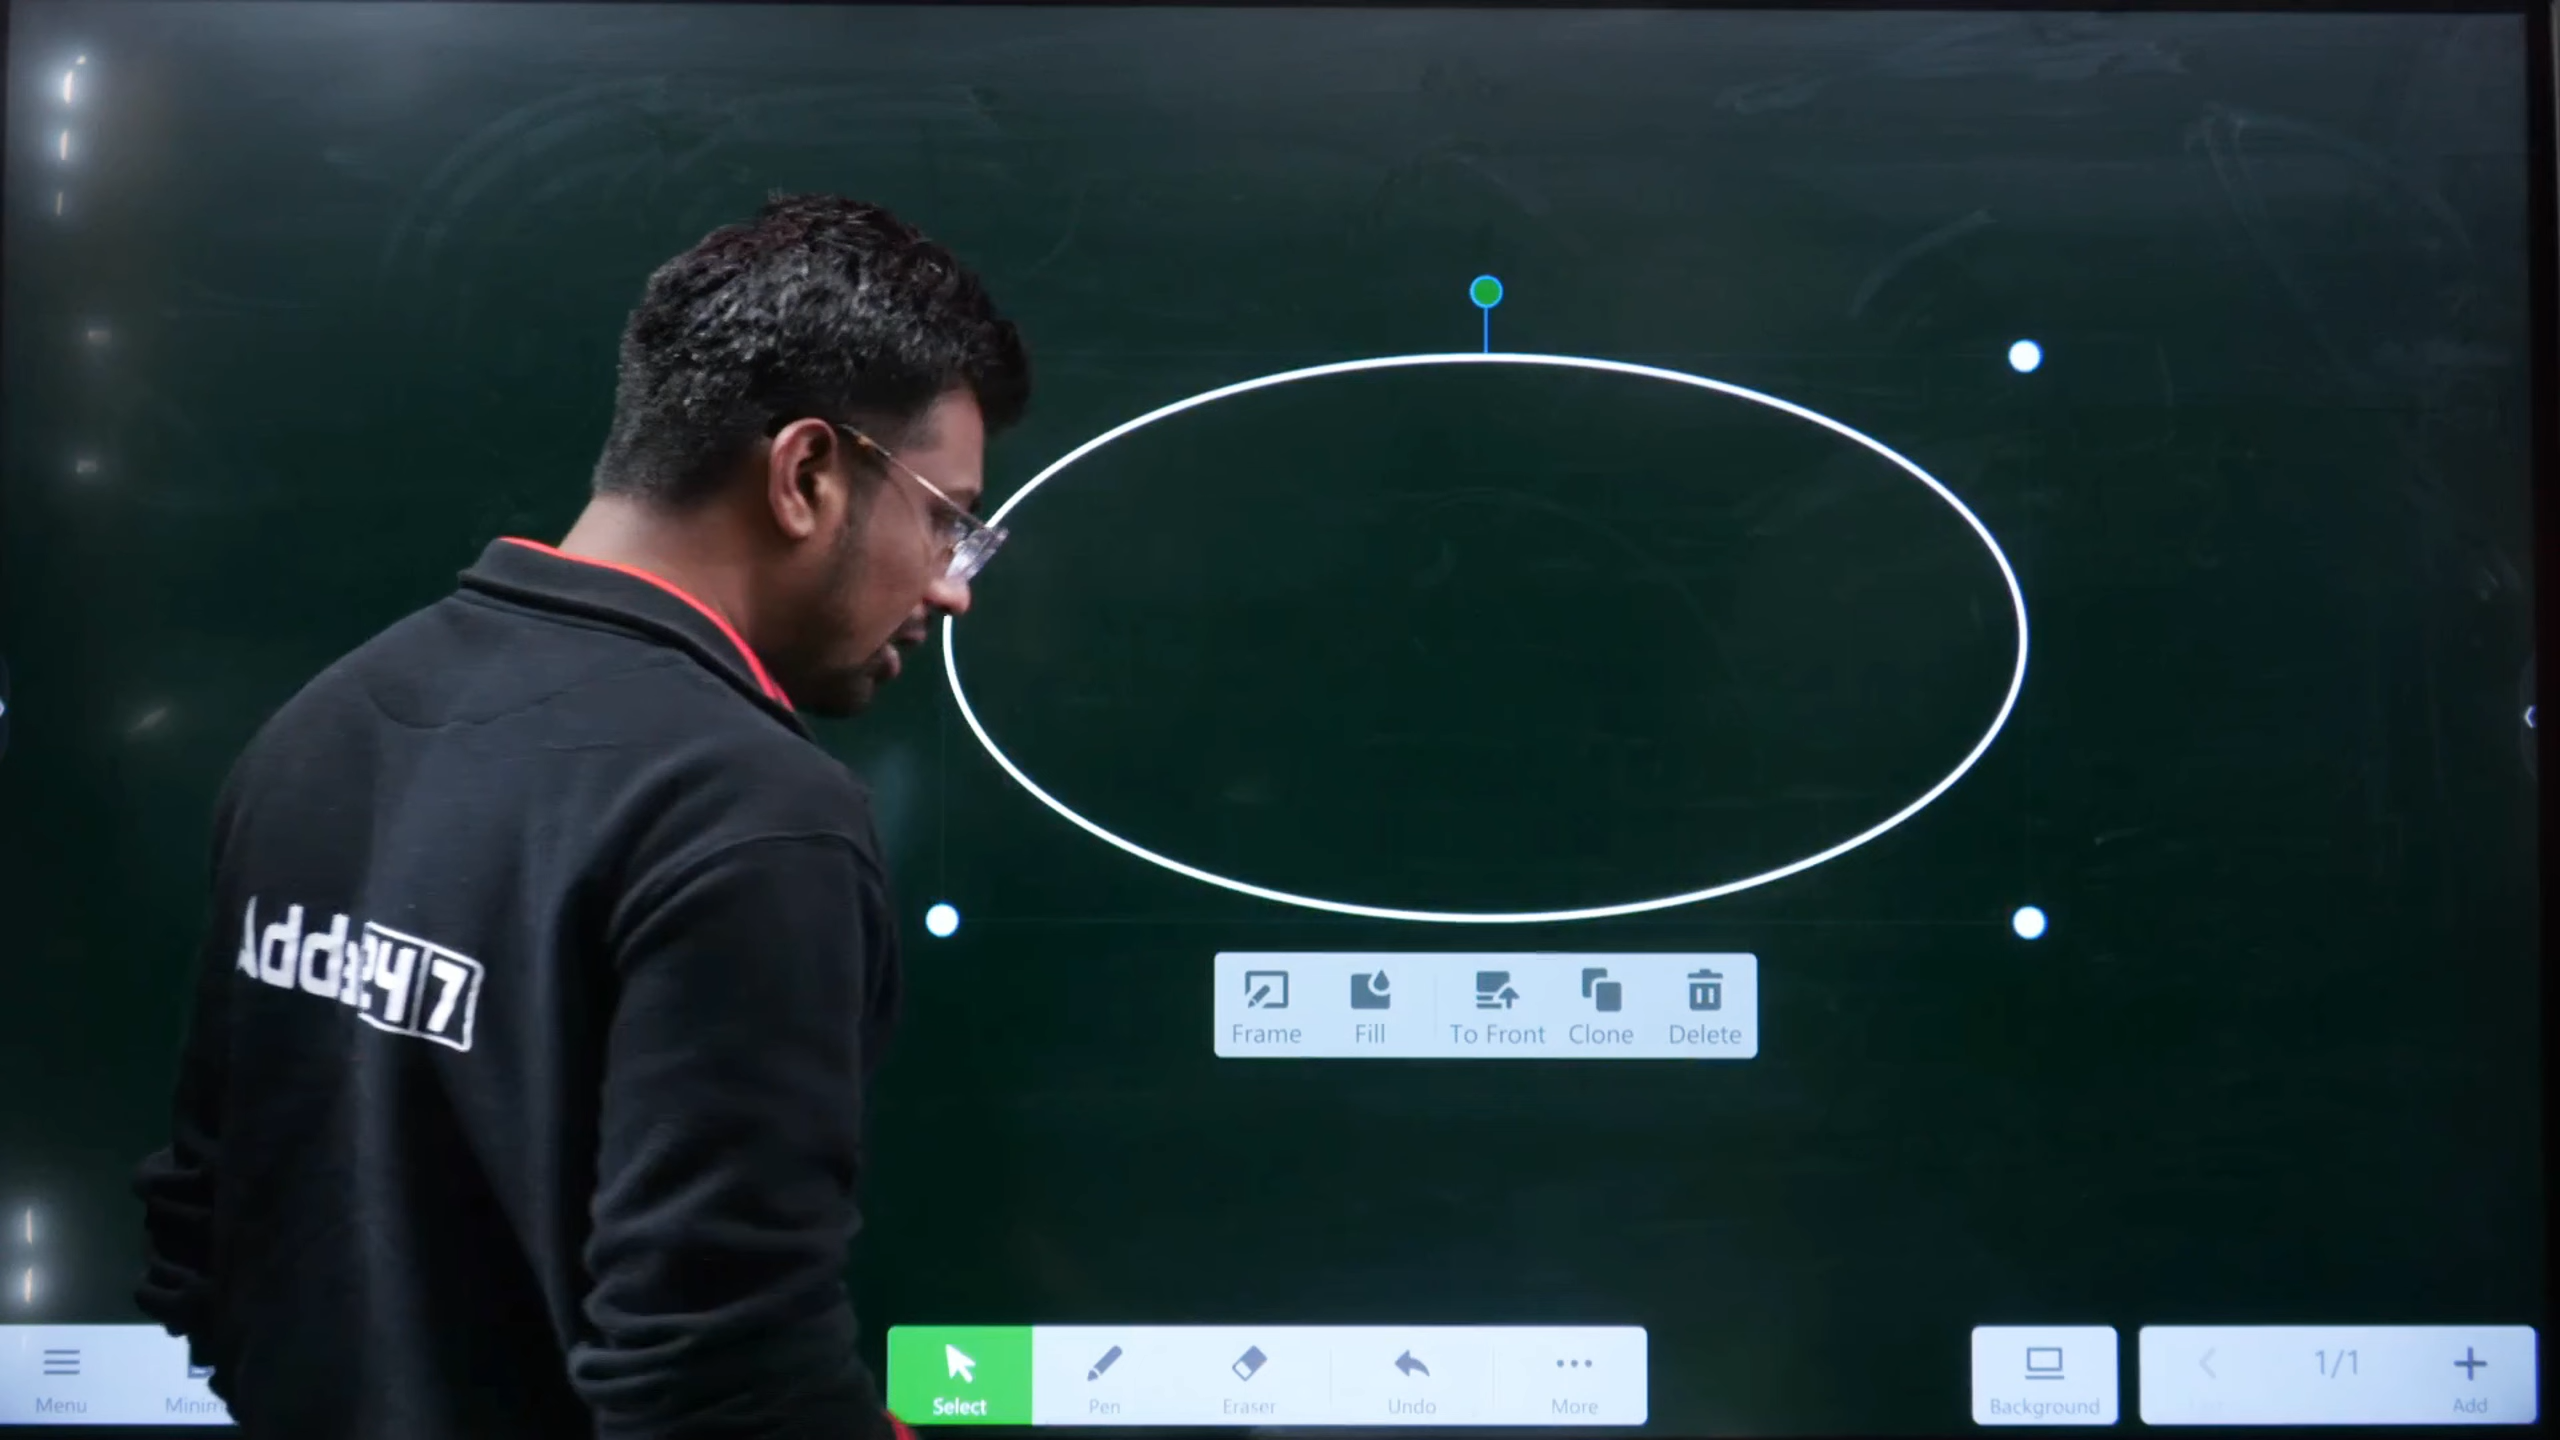 Adda247
Frame Fill To Front Clone Delete
Menu Select Pen Eraser Undo More Background 1/1 Add